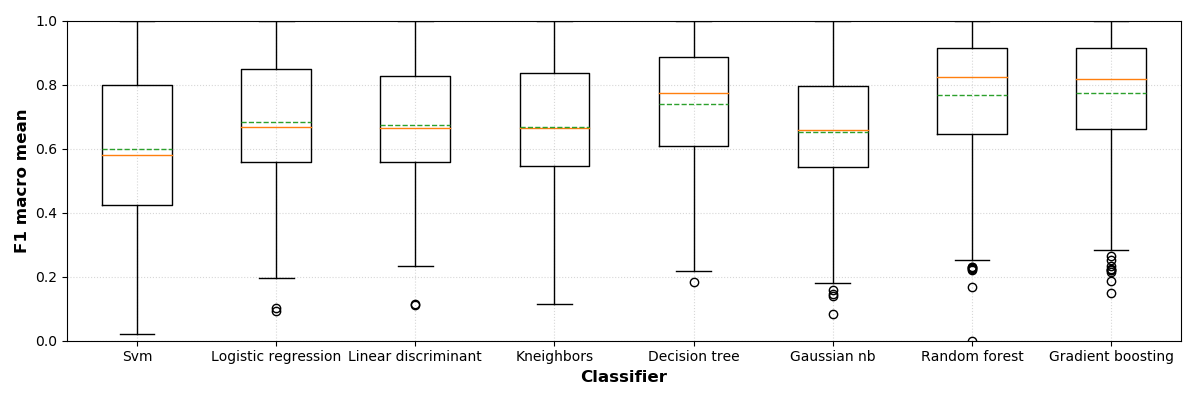 F1 macro mean
1.0
0.8
0.6
0.4
0.2
0.0
Svm Logistic regression Linear discriminant Kneighbors Decision tree Gaussian nb Random forest Gradient boosting
Classifier